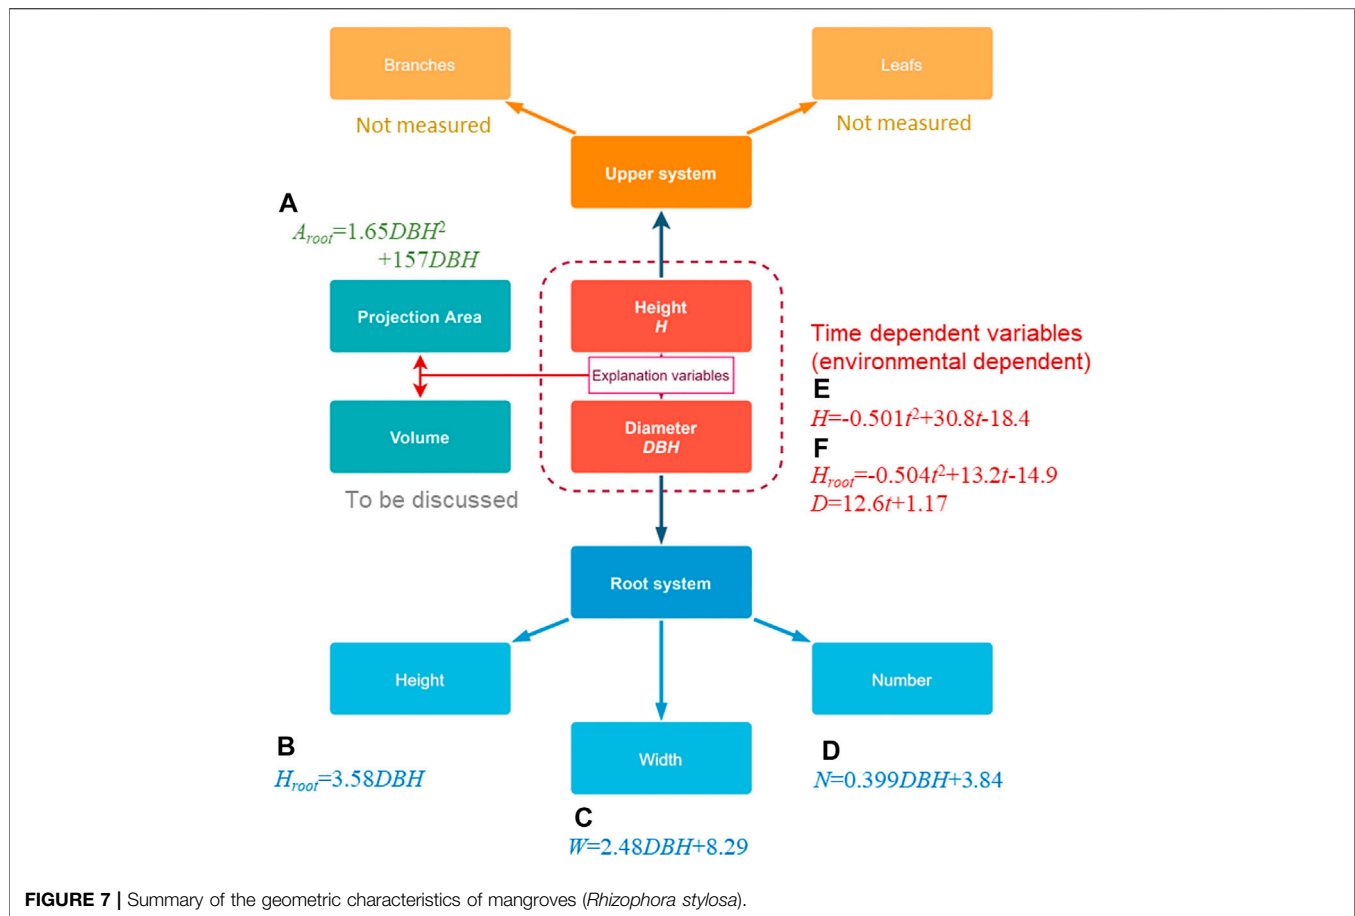 Branches
Leafs
Not measured
Not measured
Upper system
A
A_root=1.65DBH²
+157DBH
Projection Area
Height
H
Explanation variables
Volume
Diameter
DBH
To be discussed
Time dependent variables
(environmental dependent)
E
H=-0.501t²+30.8t-18.4
F
H_root=-0.504t²+13.2t-14.9
D=12.6t+1.17
Root system
Height
Number
Width
B
H_root=3.58DBH
D
N=0.399DBH+3.84
C
W=2.48DBH+8.29
FIGURE 7 | Summary of the geometric characteristics of mangroves (Rhizophora stylosa).